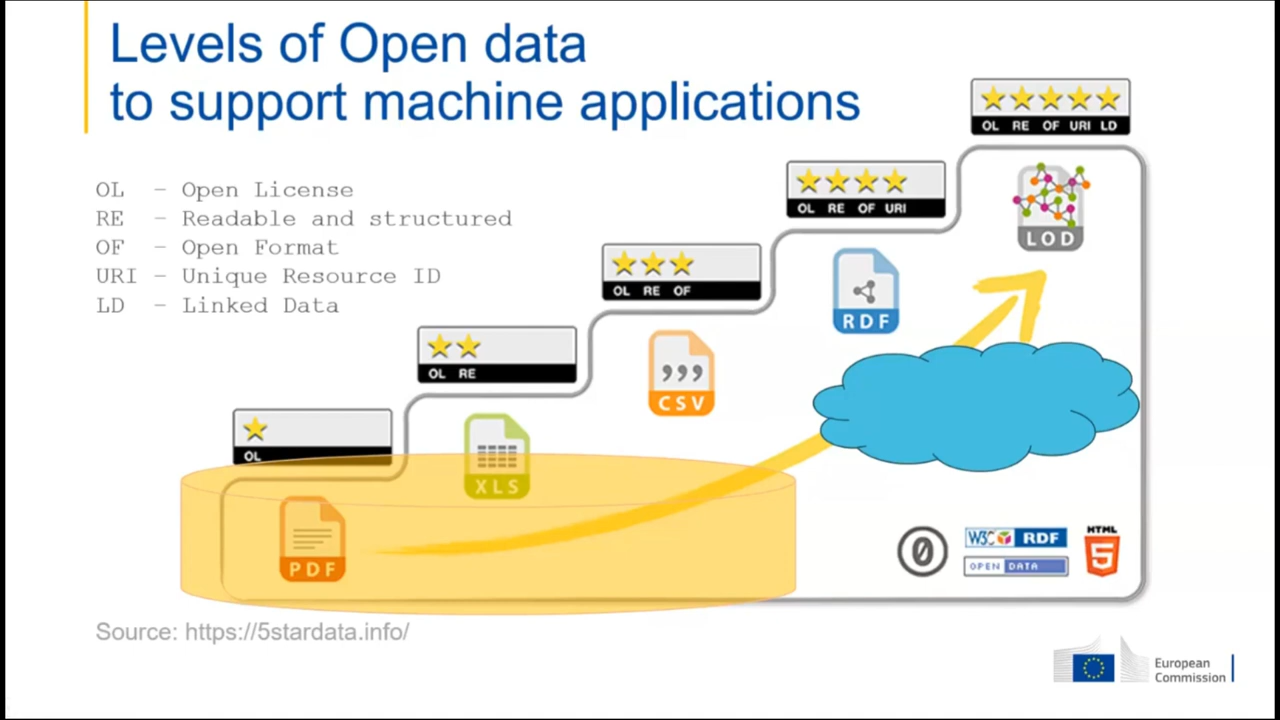 Levels of Open data
to support machine applications
OL – Open License
RE – Readable and structured
OF – Open Format
URI – Unique Resource ID
LD – Linked Data
OL RE OF URI LD
LOD
OL RE OF URI
RDF
OL RE OF
CSV
OL RE
XLS
OL
PDF
0
W3C RDF
OPEN DATA
HTML
5
Source: https://5stardata.info/
European
Commission